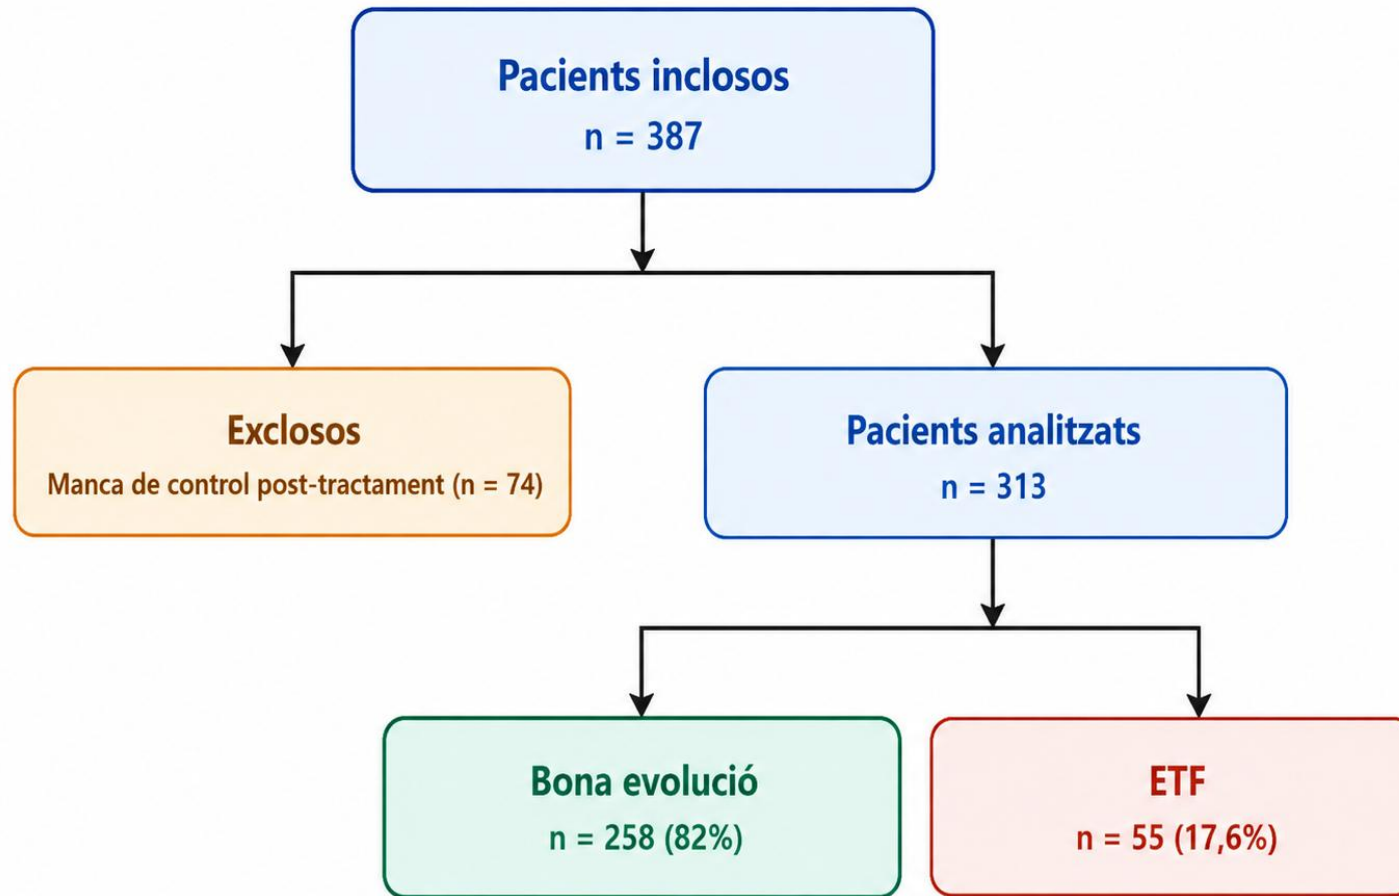 Pacients inclosos
n = 387
Exclosos
Manca de control post-tractament (n = 74)
Pacients analitzats
n = 313
Bona evolució
n = 258 (82%)
ETF
n = 55 (17,6%)